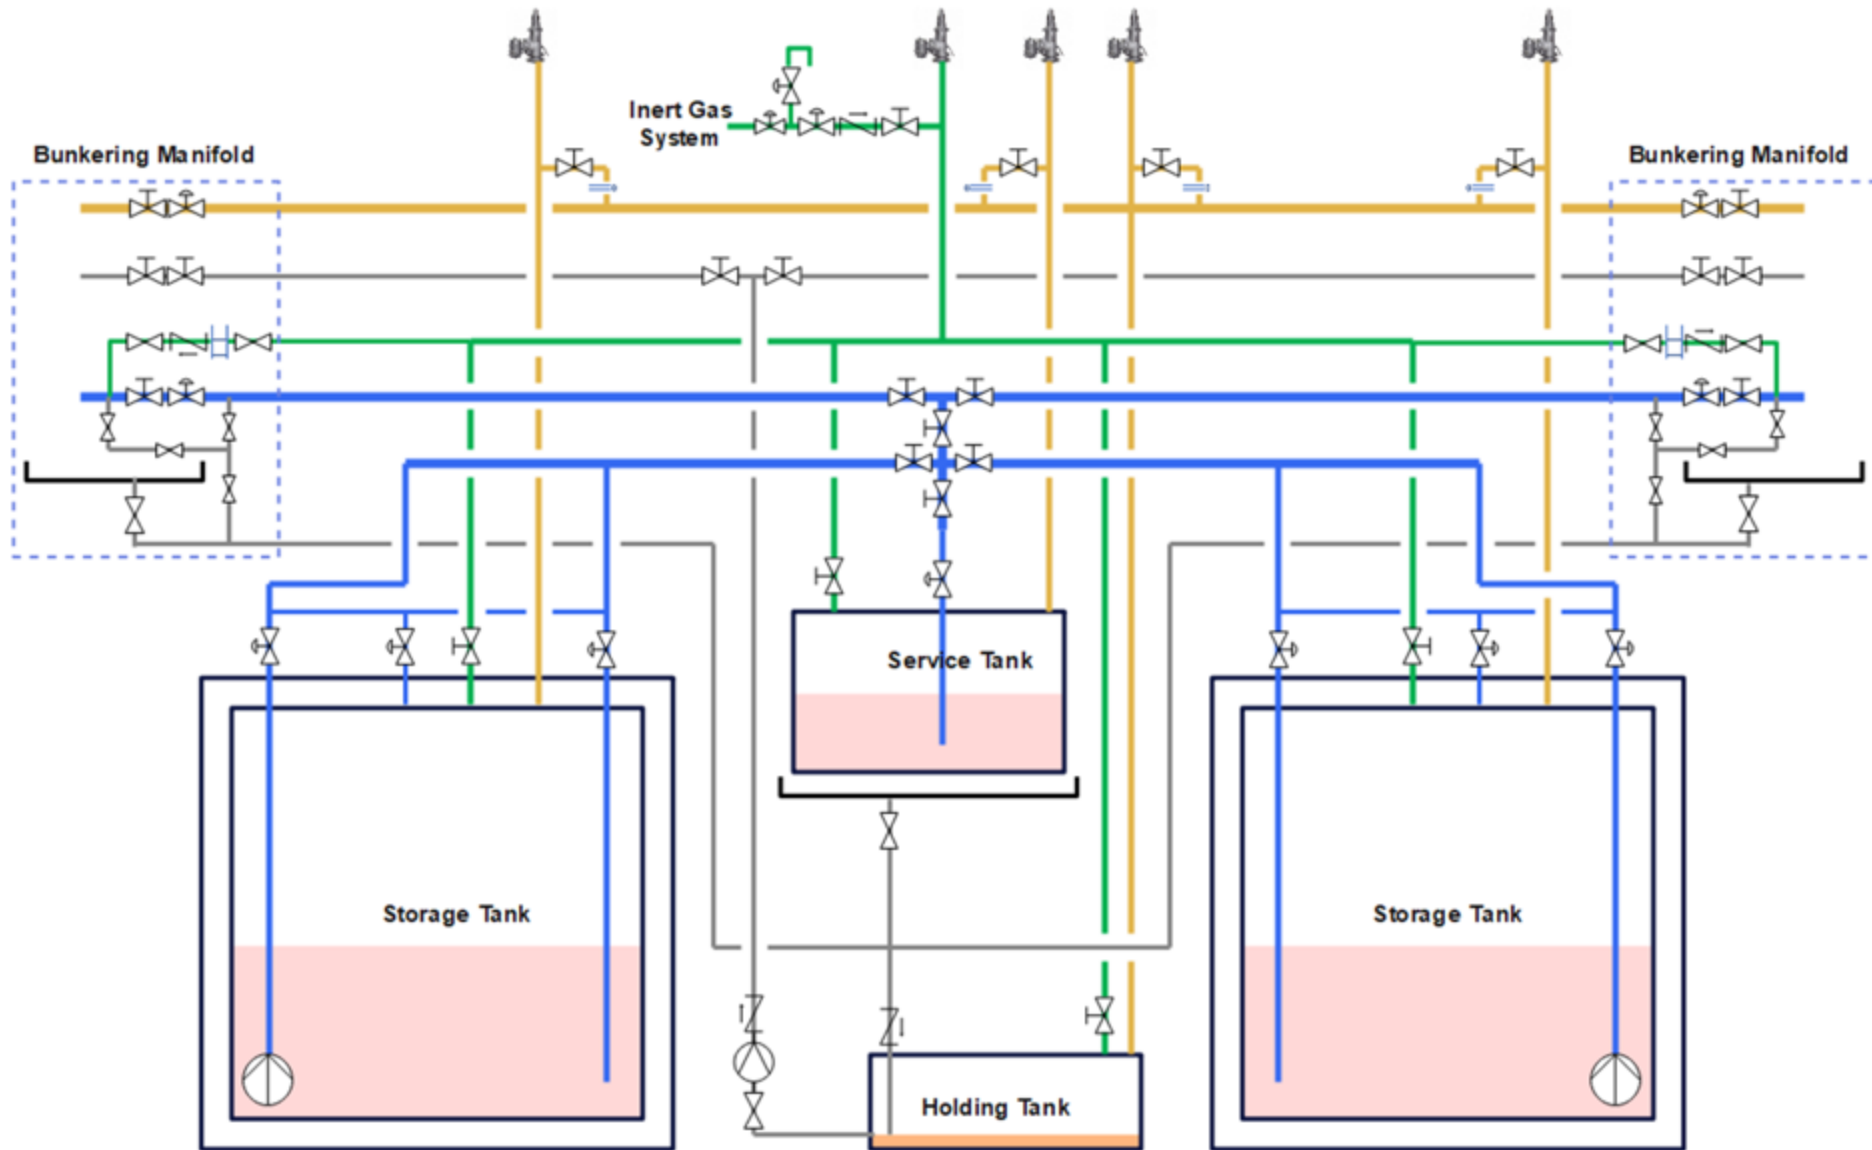 Inert Gas
System
Bunkering Manifold
Bunkering Manifold
Service Tank
Storage Tank
Storage Tank
Holding Tank